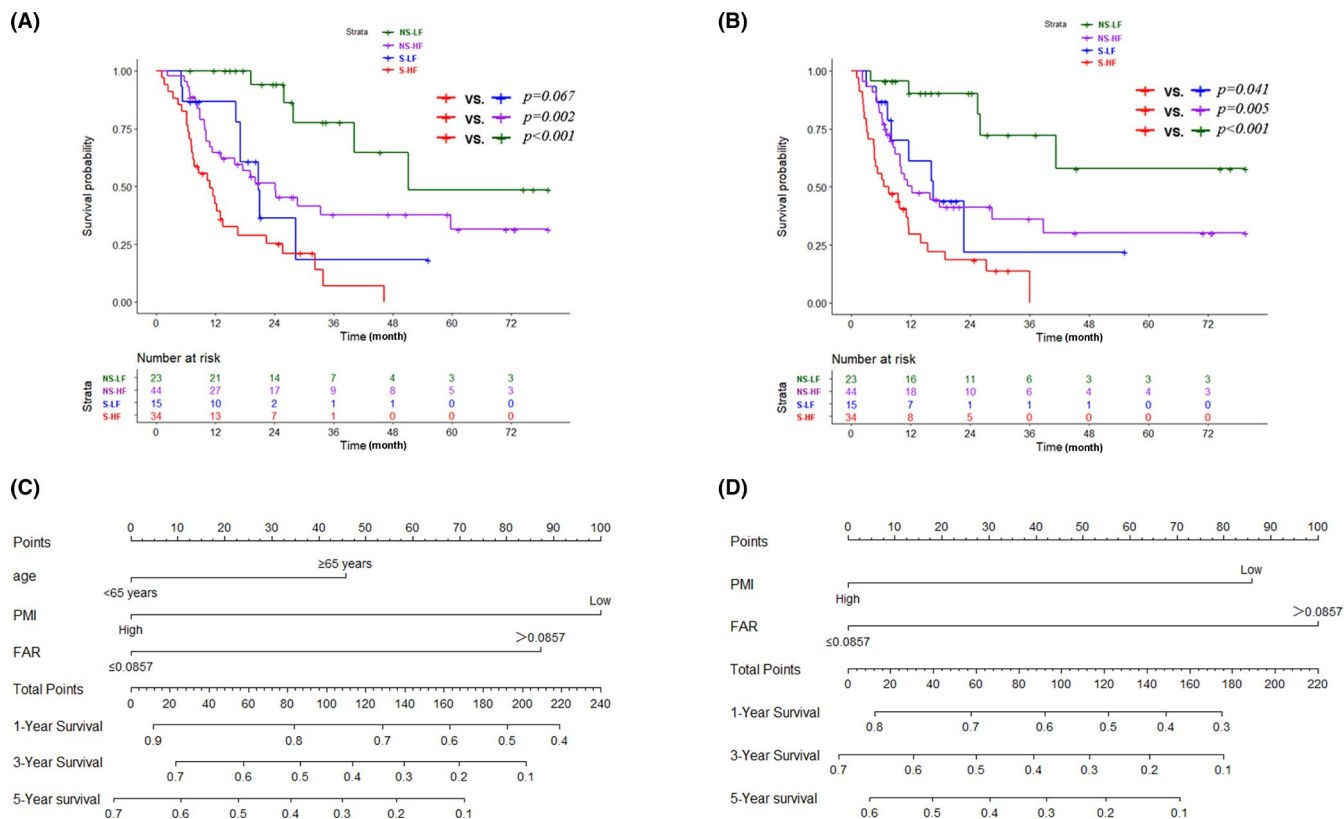 (A)
Strata NS-LF
NS-HF
S-LF
S-HF
1.00
0.75
0.50
0.25
0.00
Survival probability
vs. p=0.067
vs. p=0.002
vs. p<0.001
0 12 24 36 48 60 72
Time (month)
Number at risk
Strata
NS-LF 23 21 14 7 4 3 3
NS-HF 44 27 17 9 8 5 3
S-LF 15 10 2 1 1 0 0
S-HF 34 13 7 1 0 0 0
0 12 24 36 48 60 72
Time (month)
(B)
Strata NS-LF
NS-HF
S-LF
S-HF
1.00
0.75
0.50
0.25
0.00
Survival probability
vs. p=0.041
vs. p=0.005
vs. p<0.001
0 12 24 36 48 60 72
Time (month)
Number at risk
Strata
NS-LF 23 16 11 6 3 3 3
NS-HF 44 18 10 6 4 4 3
S-LF 15 7 1 1 1 0 0
S-HF 34 8 5 0 0 0 0
0 12 24 36 48 60 72
Time (month)
(C)
0 10 20 30 40 50 60 70 80 90 100
Points
≥65 years
age
<65 years
Low
PMI
High
>0.0857
FAR
≤0.0857
Total Points
0 20 40 60 80 100 120 140 160 180 200 220 240
1-Year Survival
0.9 0.8 0.7 0.6 0.5 0.4
3-Year Survival
0.7 0.6 0.5 0.4 0.3 0.2 0.1
5-Year survival
0.7 0.6 0.5 0.4 0.3 0.2 0.1
(D)
0 10 20 30 40 50 60 70 80 90 100
Points
Low
PMI
High
>0.0857
FAR
≤0.0857
Total Points
0 20 40 60 80 100 120 140 160 180 200 220
1-Year Survival
0.8 0.7 0.6 0.5 0.4 0.3
3-Year Survival
0.7 0.6 0.5 0.4 0.3 0.2 0.1
5-Year Survival
0.6 0.5 0.4 0.3 0.2 0.1